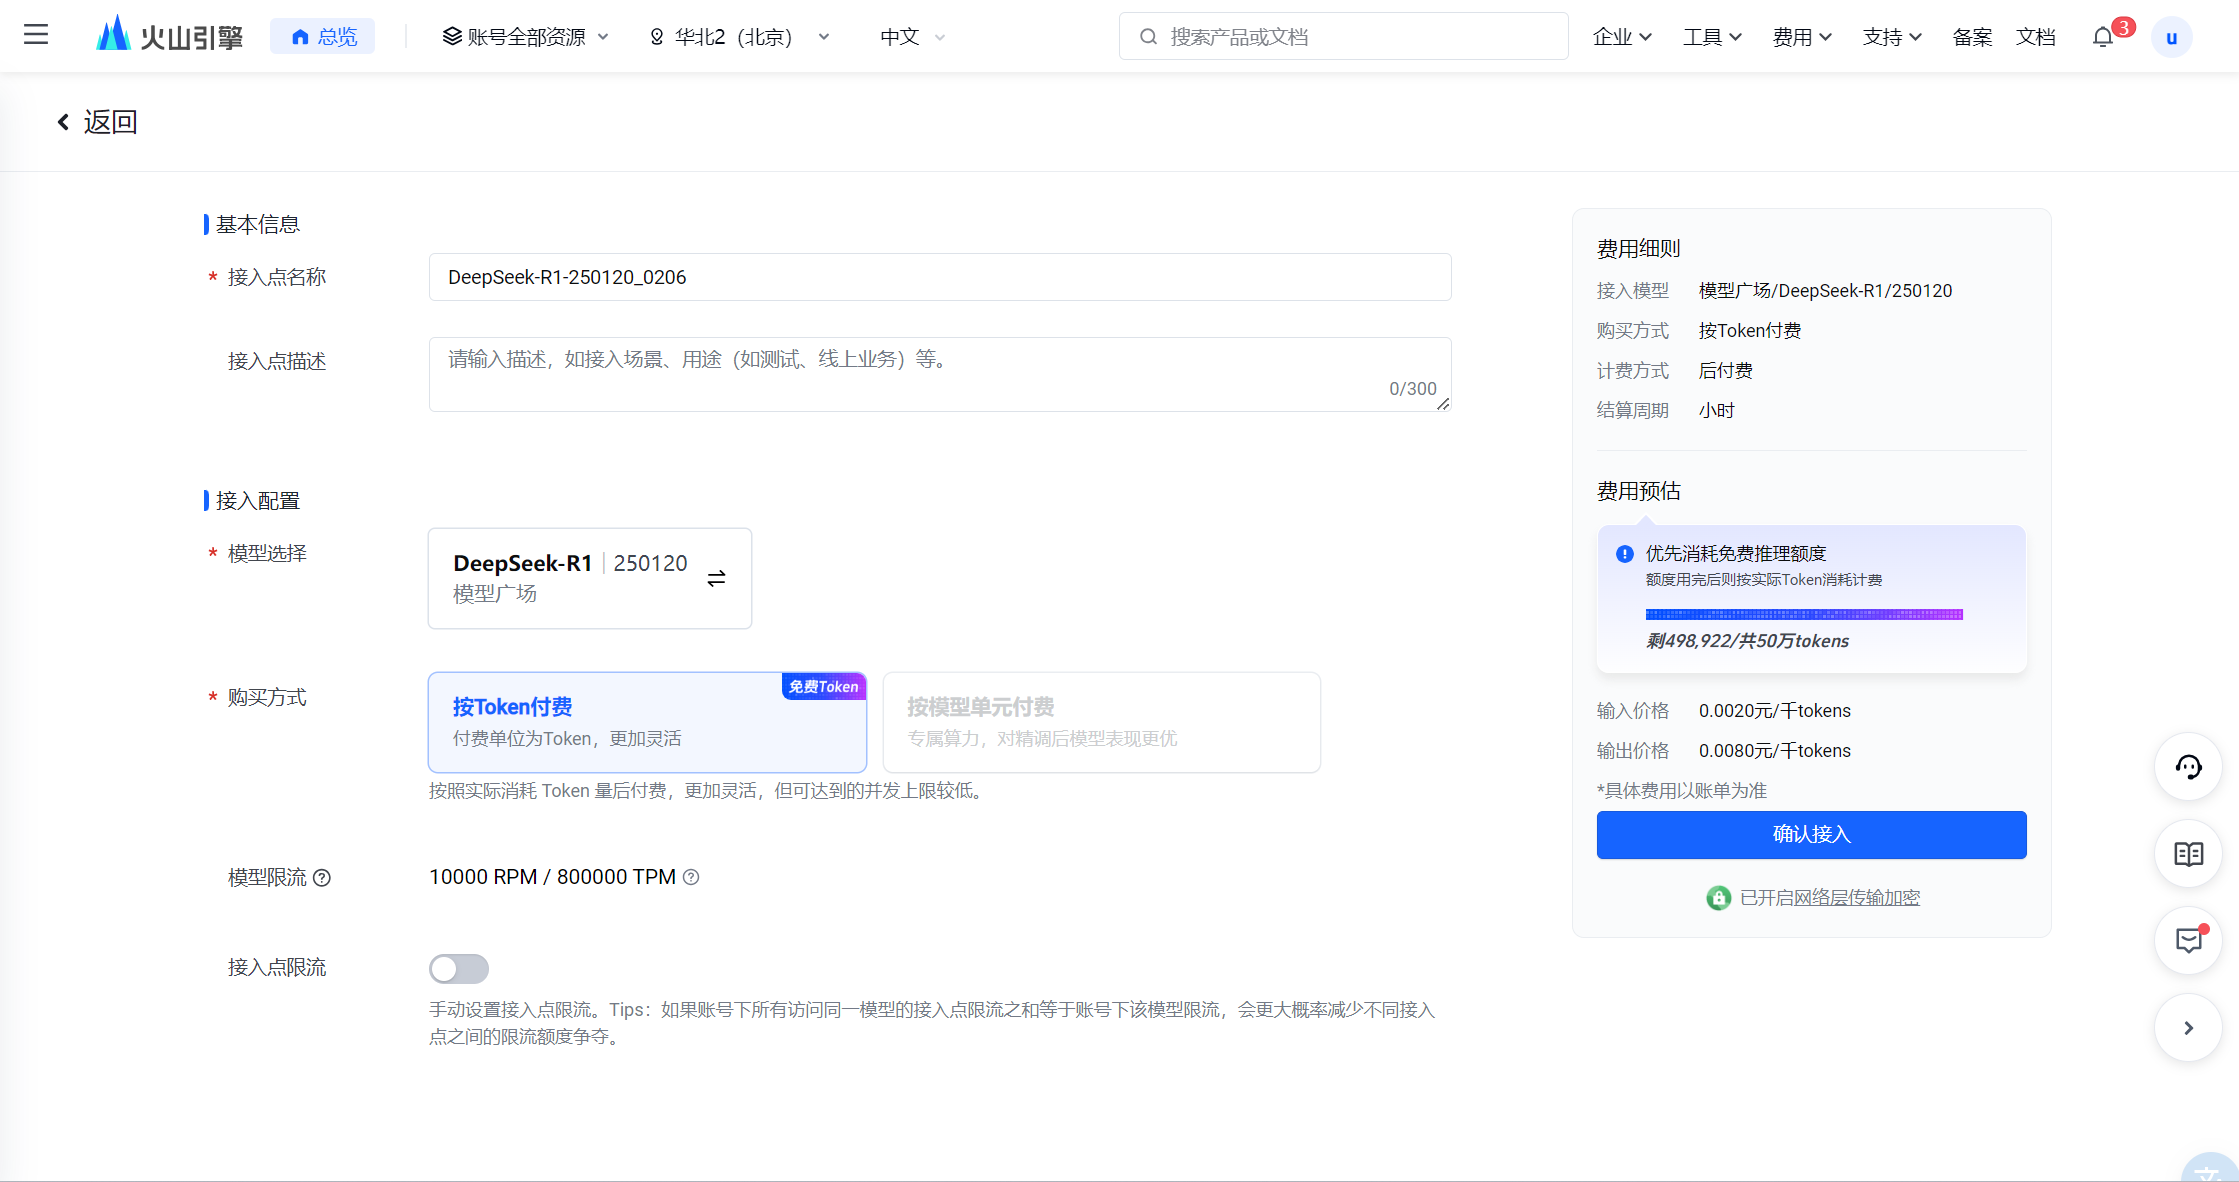 火山引擎
总览
账号全部资源
华北2（北京）
中文
搜索产品或文档
企业
工具
费用
支持
备案
文档
3
u
返回
基本信息
* 接入点名称
DeepSeek-R1-250120_0206
接入点描述
请输入描述，如接入场景、用途（如测试、线上业务）等。
0/300
接入配置
* 模型选择
DeepSeek-R1 | 250120
模型广场
* 购买方式
按Token付费
免费Token
付费单位为Token，更加灵活
按模型单元付费
专属算力，对精调后模型表现更优
按照实际消耗 Token 量后付费，更加灵活，但可达到的并发上限较低。
模型限流
10000 RPM / 800000 TPM
接入点限流
手动设置接入点限流。Tips：如果账号下所有访问同一模型的接入点限流之和等于账号下该模型限流，会更大概率减少不同接入
点之间的限流额度争夺。
费用细则
接入模型 模型广场/DeepSeek-R1/250120
购买方式 按Token付费
计费方式 后付费
结算周期 小时
费用预估
优先消耗免费推理额度
额度用完后则按实际Token消耗计费
剩498,922/共50万tokens
输入价格 0.0020元/千tokens
输出价格 0.0080元/千tokens
*具体费用以账单为准
确认接入
已开启网络层传输加密